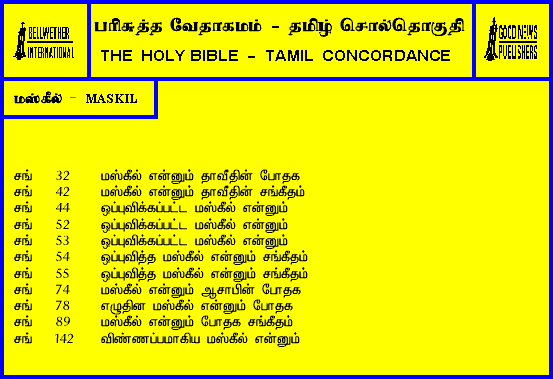 BELLWETHER
INTERNATIONAL
பரிசுத்த வேதாகமம் - தமிழ் சொல்தொகுதி
THE HOLY BIBLE - TAMIL CONCORDANCE
GOOD NEWS
PUBLISHERS
மஸ்கீல் - MASKIL
சங் 32 மஸ்கீல் என்னும் தாவீதின் போதக
சங் 42 மஸ்கீல் என்னும் தாவீதின் சங்கீதம்
சங் 44 ஒப்புவிக்கப்பட்ட மஸ்கீல் என்னும்
சங் 52 ஒப்புவிக்கப்பட்ட மஸ்கீல் என்னும்
சங் 53 ஒப்புவிக்கப்பட்ட மஸ்கீல் என்னும்
சங் 54 ஒப்புவித்த மஸ்கீல் என்னும் சங்கீதம்
சங் 55 ஒப்புவித்த மஸ்கீல் என்னும் சங்கீதம்
சங் 74 மஸ்கீல் என்னும் ஆசாபின் போதக
சங் 78 எழுதின மஸ்கீல் என்னும் போதக
சங் 89 மஸ்கீல் என்னும் போதக சங்கீதம்
சங் 142 விண்ணப்பமாகிய மஸ்கீல் என்னும்